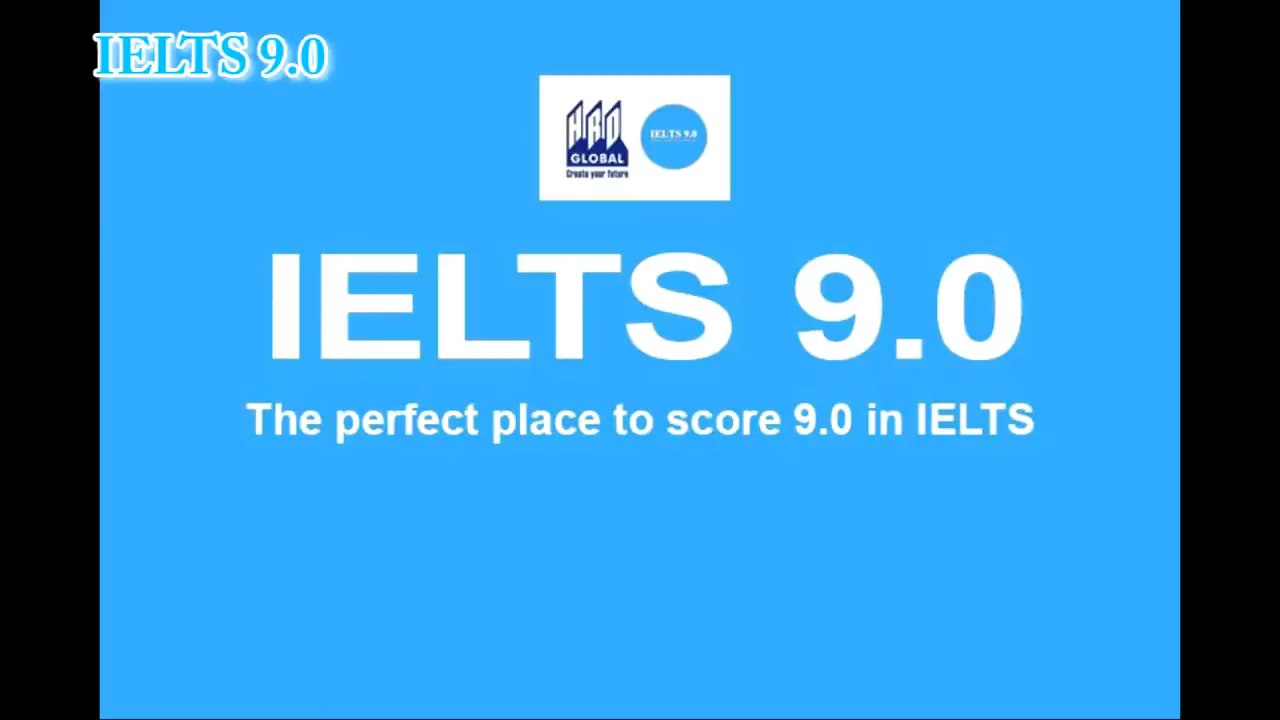 IELTS 9.0
HRD
GLOBAL
Create your future
IELTS 9.0
IELTS 9.0
The perfect place to score 9.0 in IELTS